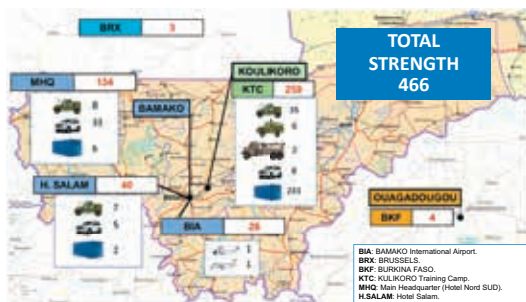 BRX 3
TOTAL
STRENGTH
466
MHQ 134
8
33
5
BAMAKO
KOULIKORO
KTC 259
35
6
3
8
233
H. SALAM 40
7
5
2
BIA 26
1
1
OUAGADOUGOU
BKF 4
BIA: BAMAKO International Airport.
BRX: BRUSSELS.
BKF: BURKINA FASO.
KTC: KULIKORO Training Camp.
MHQ: Main Headquarter (Hotel Nord SUD).
H.SALAM: Hotel Salam.